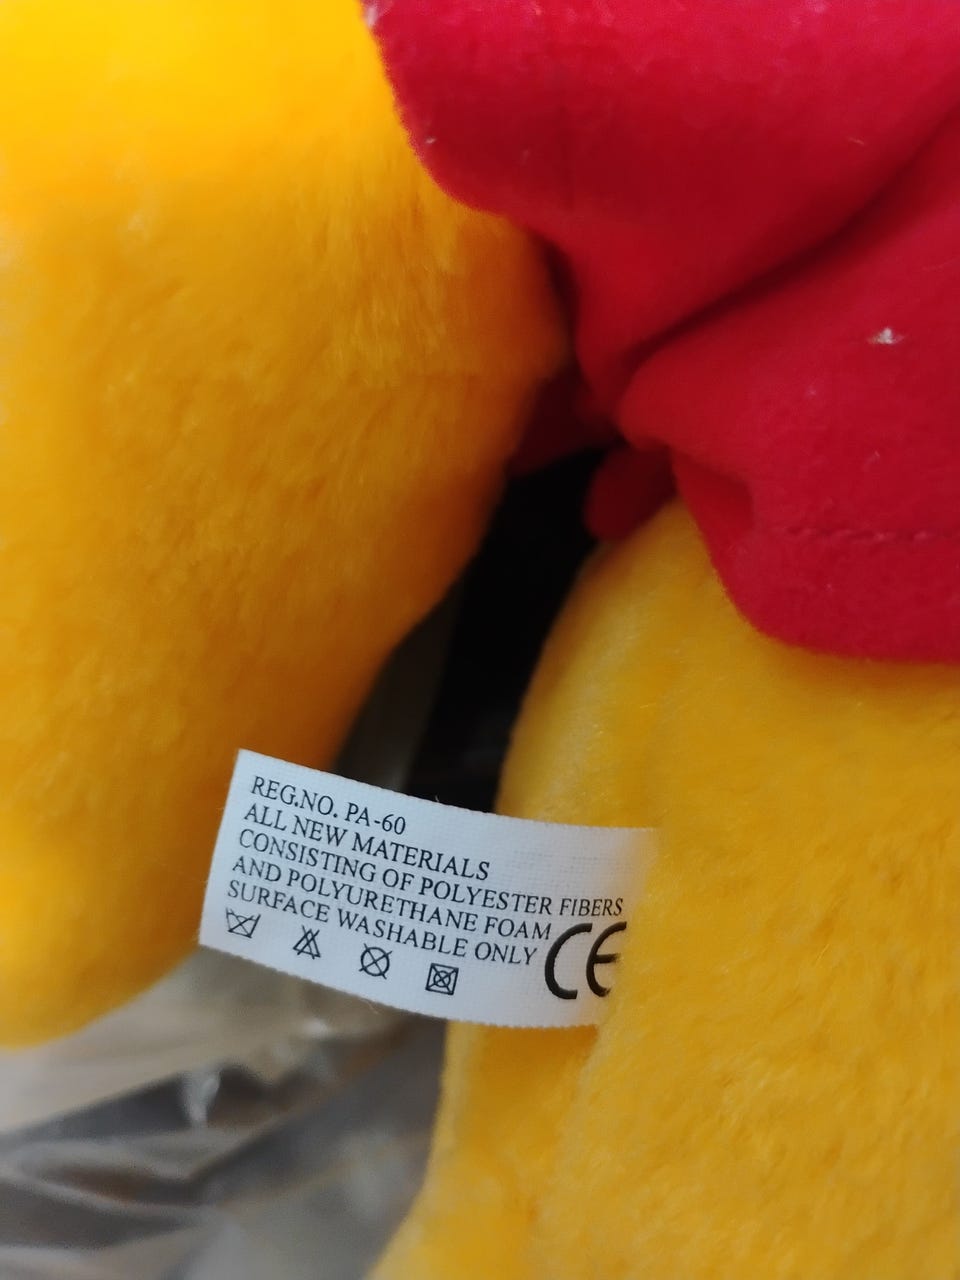 REG.NO. PA-60
ALL NEW MATERIALS
CONSISTING OF POLYESTER FIBERS
AND POLYURETHANE FOAM
SURFACE WASHABLE ONLY
CE